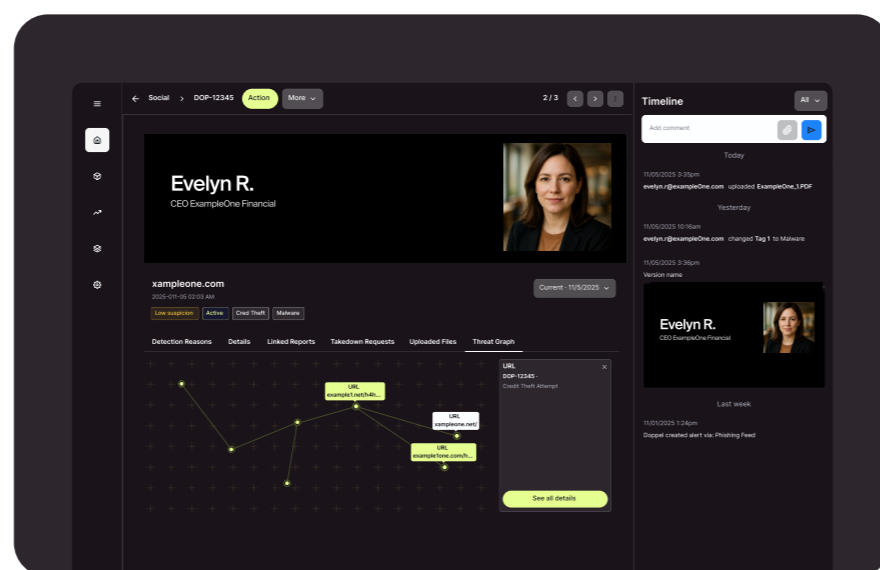 Social > DOP-12345 Action More
2 / 3
Evelyn R.
CEO ExampleOne Financial
xampleone.com
2025-011-05 02:03 AM
Current - 11/5/2025
Low suspicion Active Cred Theft Malware
Detection Reasons Details Linked Reports Takedown Requests Uploaded Files Threat Graph
URL
example1.net/h4h...
URL
xampleone.net/
URL
example1one.com/h...
URL
DOP-12345 -
Credit Theft Attempt
See all details
Timeline
All
Add comment
Today
11/05/2025 3:35pm
evelyn.r@exampleOne.com uploaded ExampleOne_1.PDF
Yesterday
11/05/2025 10:16am
evelyn.r@exampleOne.com changed Tag 1 to Malware
11/05/2025 3:36pm
Version name
Evelyn R.
CEO ExampleOne Financial
Last week
11/01/2025 1:24pm
Doppel created alert via: Phishing Feed